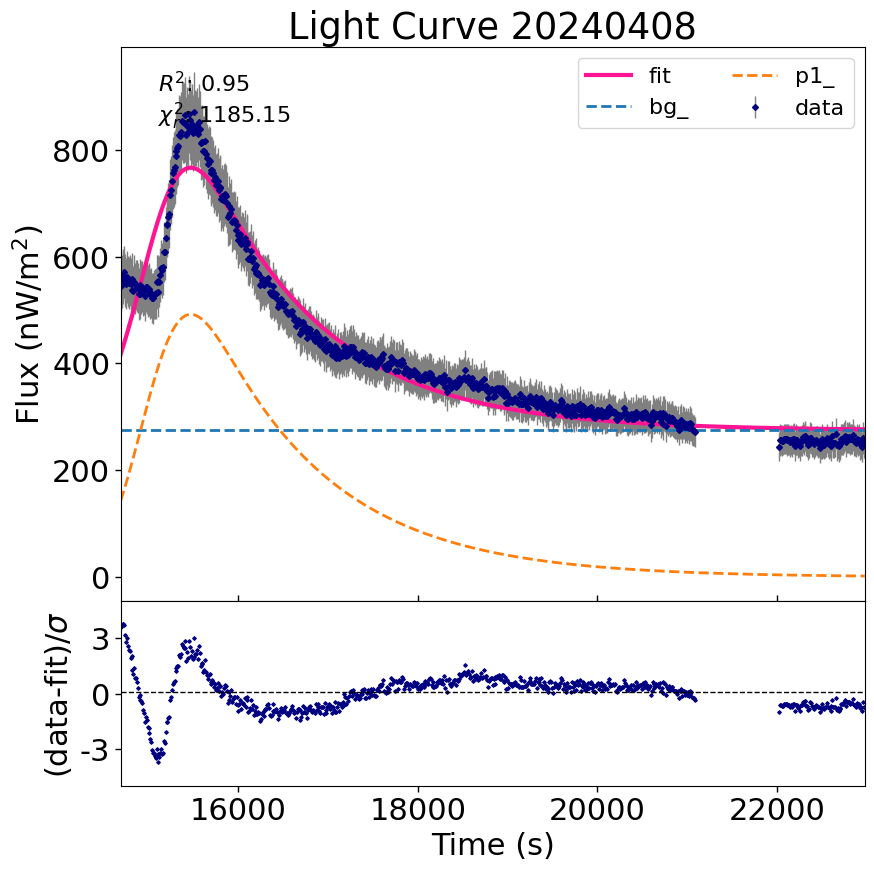 Light Curve 20240408
R²: 0.95
χ²ᵣ: 1185.15
fit
bg_
p1_
data
Flux (nW/m²)
800
600
400
200
0
(data-fit)/σ
3
0
-3
16000
18000
20000
22000
Time (s)